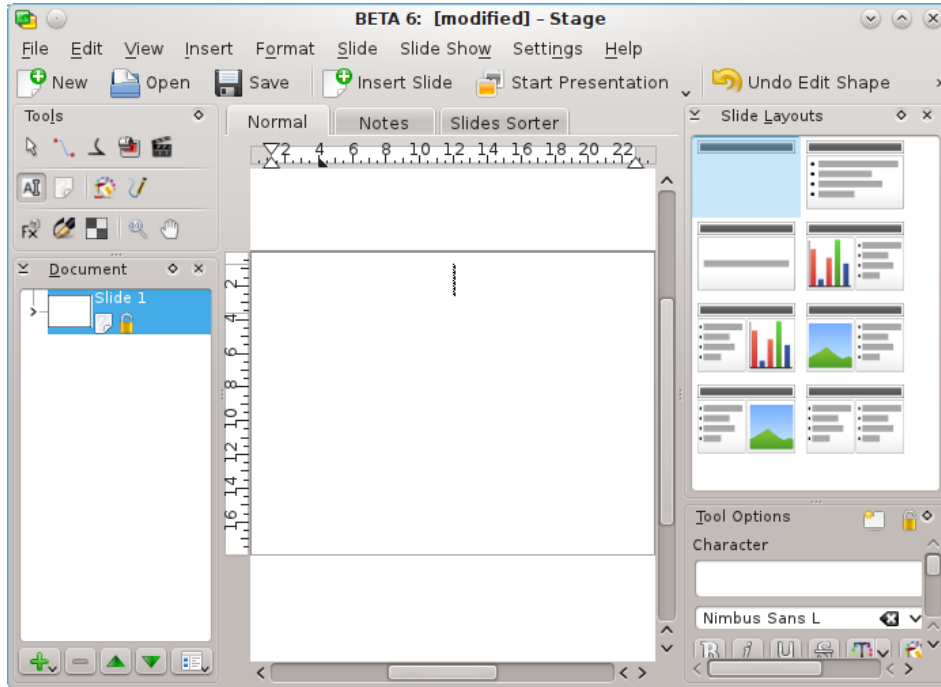 BETA 6:  [modified] – Stage
File Edit View Insert Format Slide Slide Show Settings Help
New Open Save Insert Slide Start Presentation Undo Edit Shape
Tools
Normal Notes Slides Sorter
Slide Layouts
2 4 6 8 10 12 14 16 18 20 22
Document
Slide 1
2
4
6
8
10
12
14
16
Tool Options
Character
Nimbus Sans L